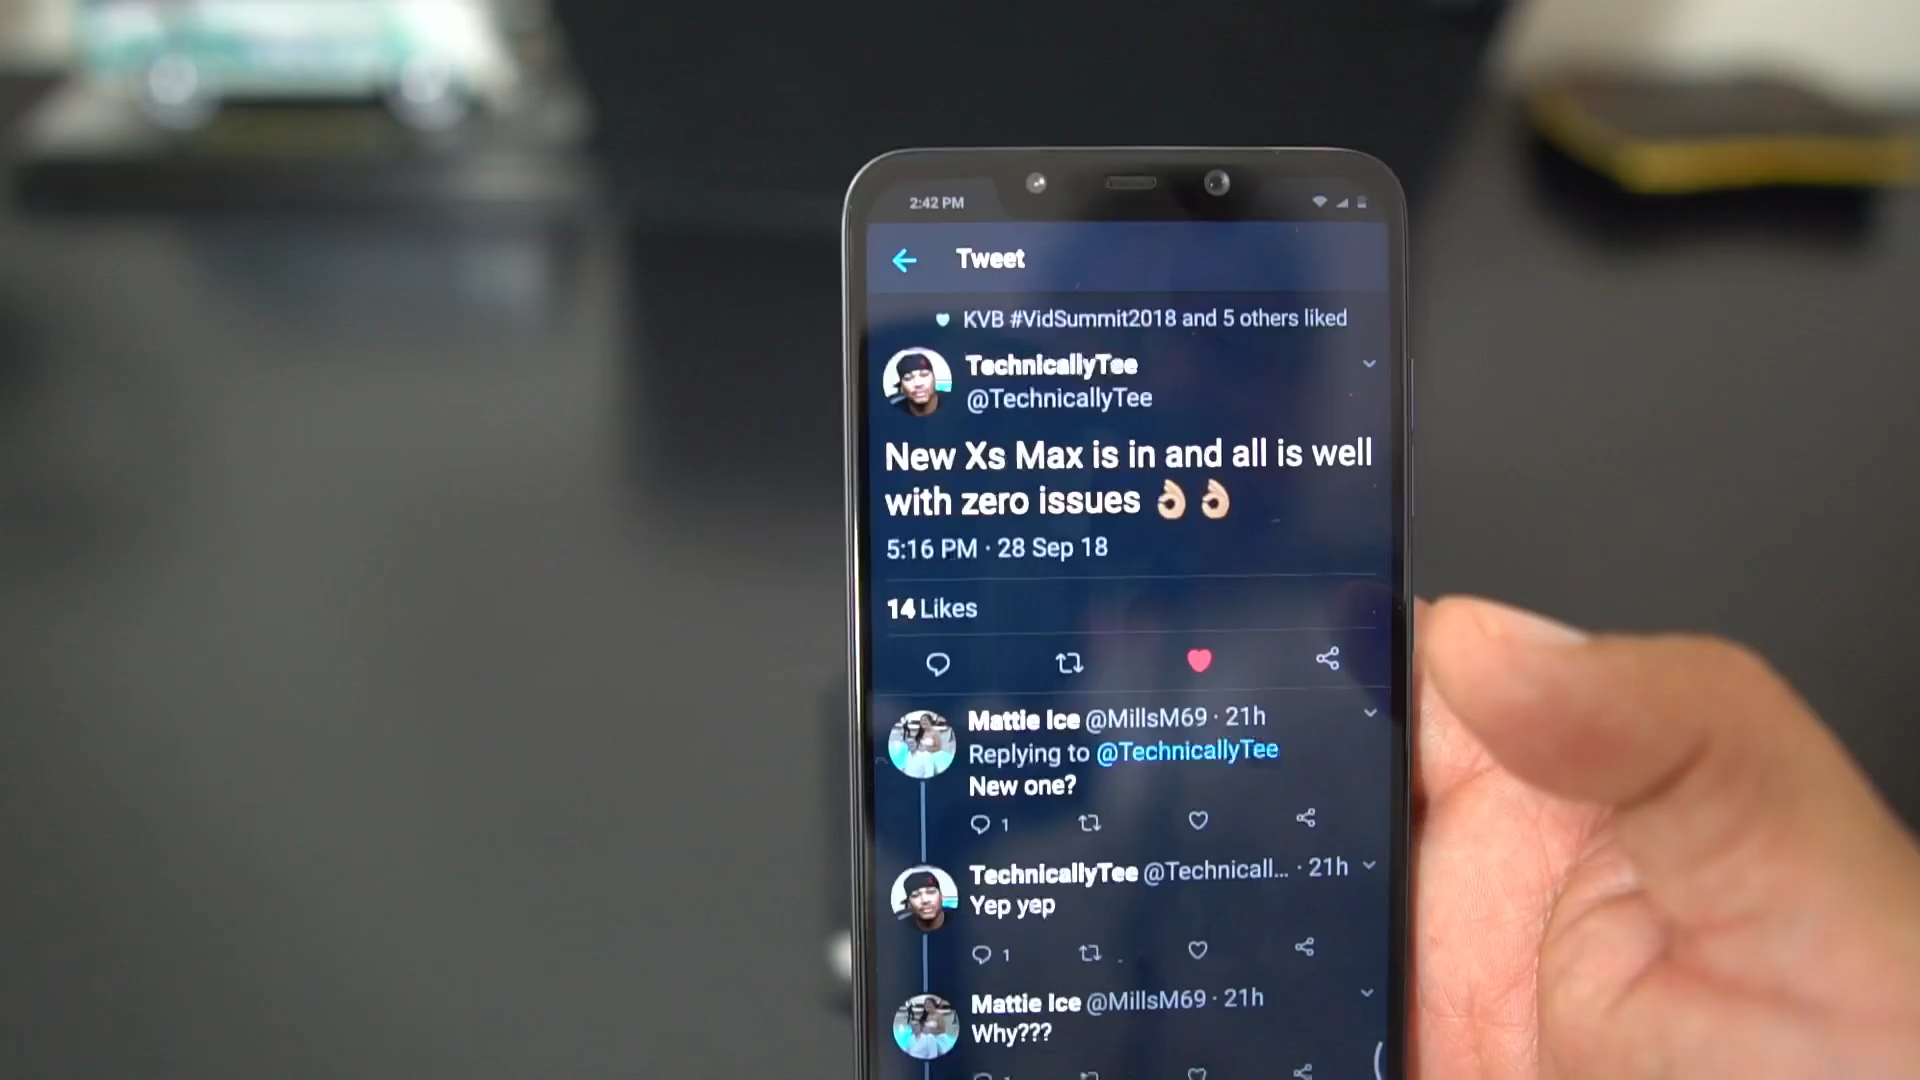 2:42 PM
Tweet
KVB #VidSummit2018 and 5 others liked
TechnicallyTee
@TechnicallyTee
New Xs Max is in and all is well
with zero issues 👌🏼👌🏼
5:16 PM · 28 Sep 18
14 Likes
Mattie Ice @MillsM69 · 21h
Replying to @TechnicallyTee
New one?
1
TechnicallyTee @Technicall... · 21h
Yep yep
1
Mattie Ice @MillsM69 · 21h
Why???